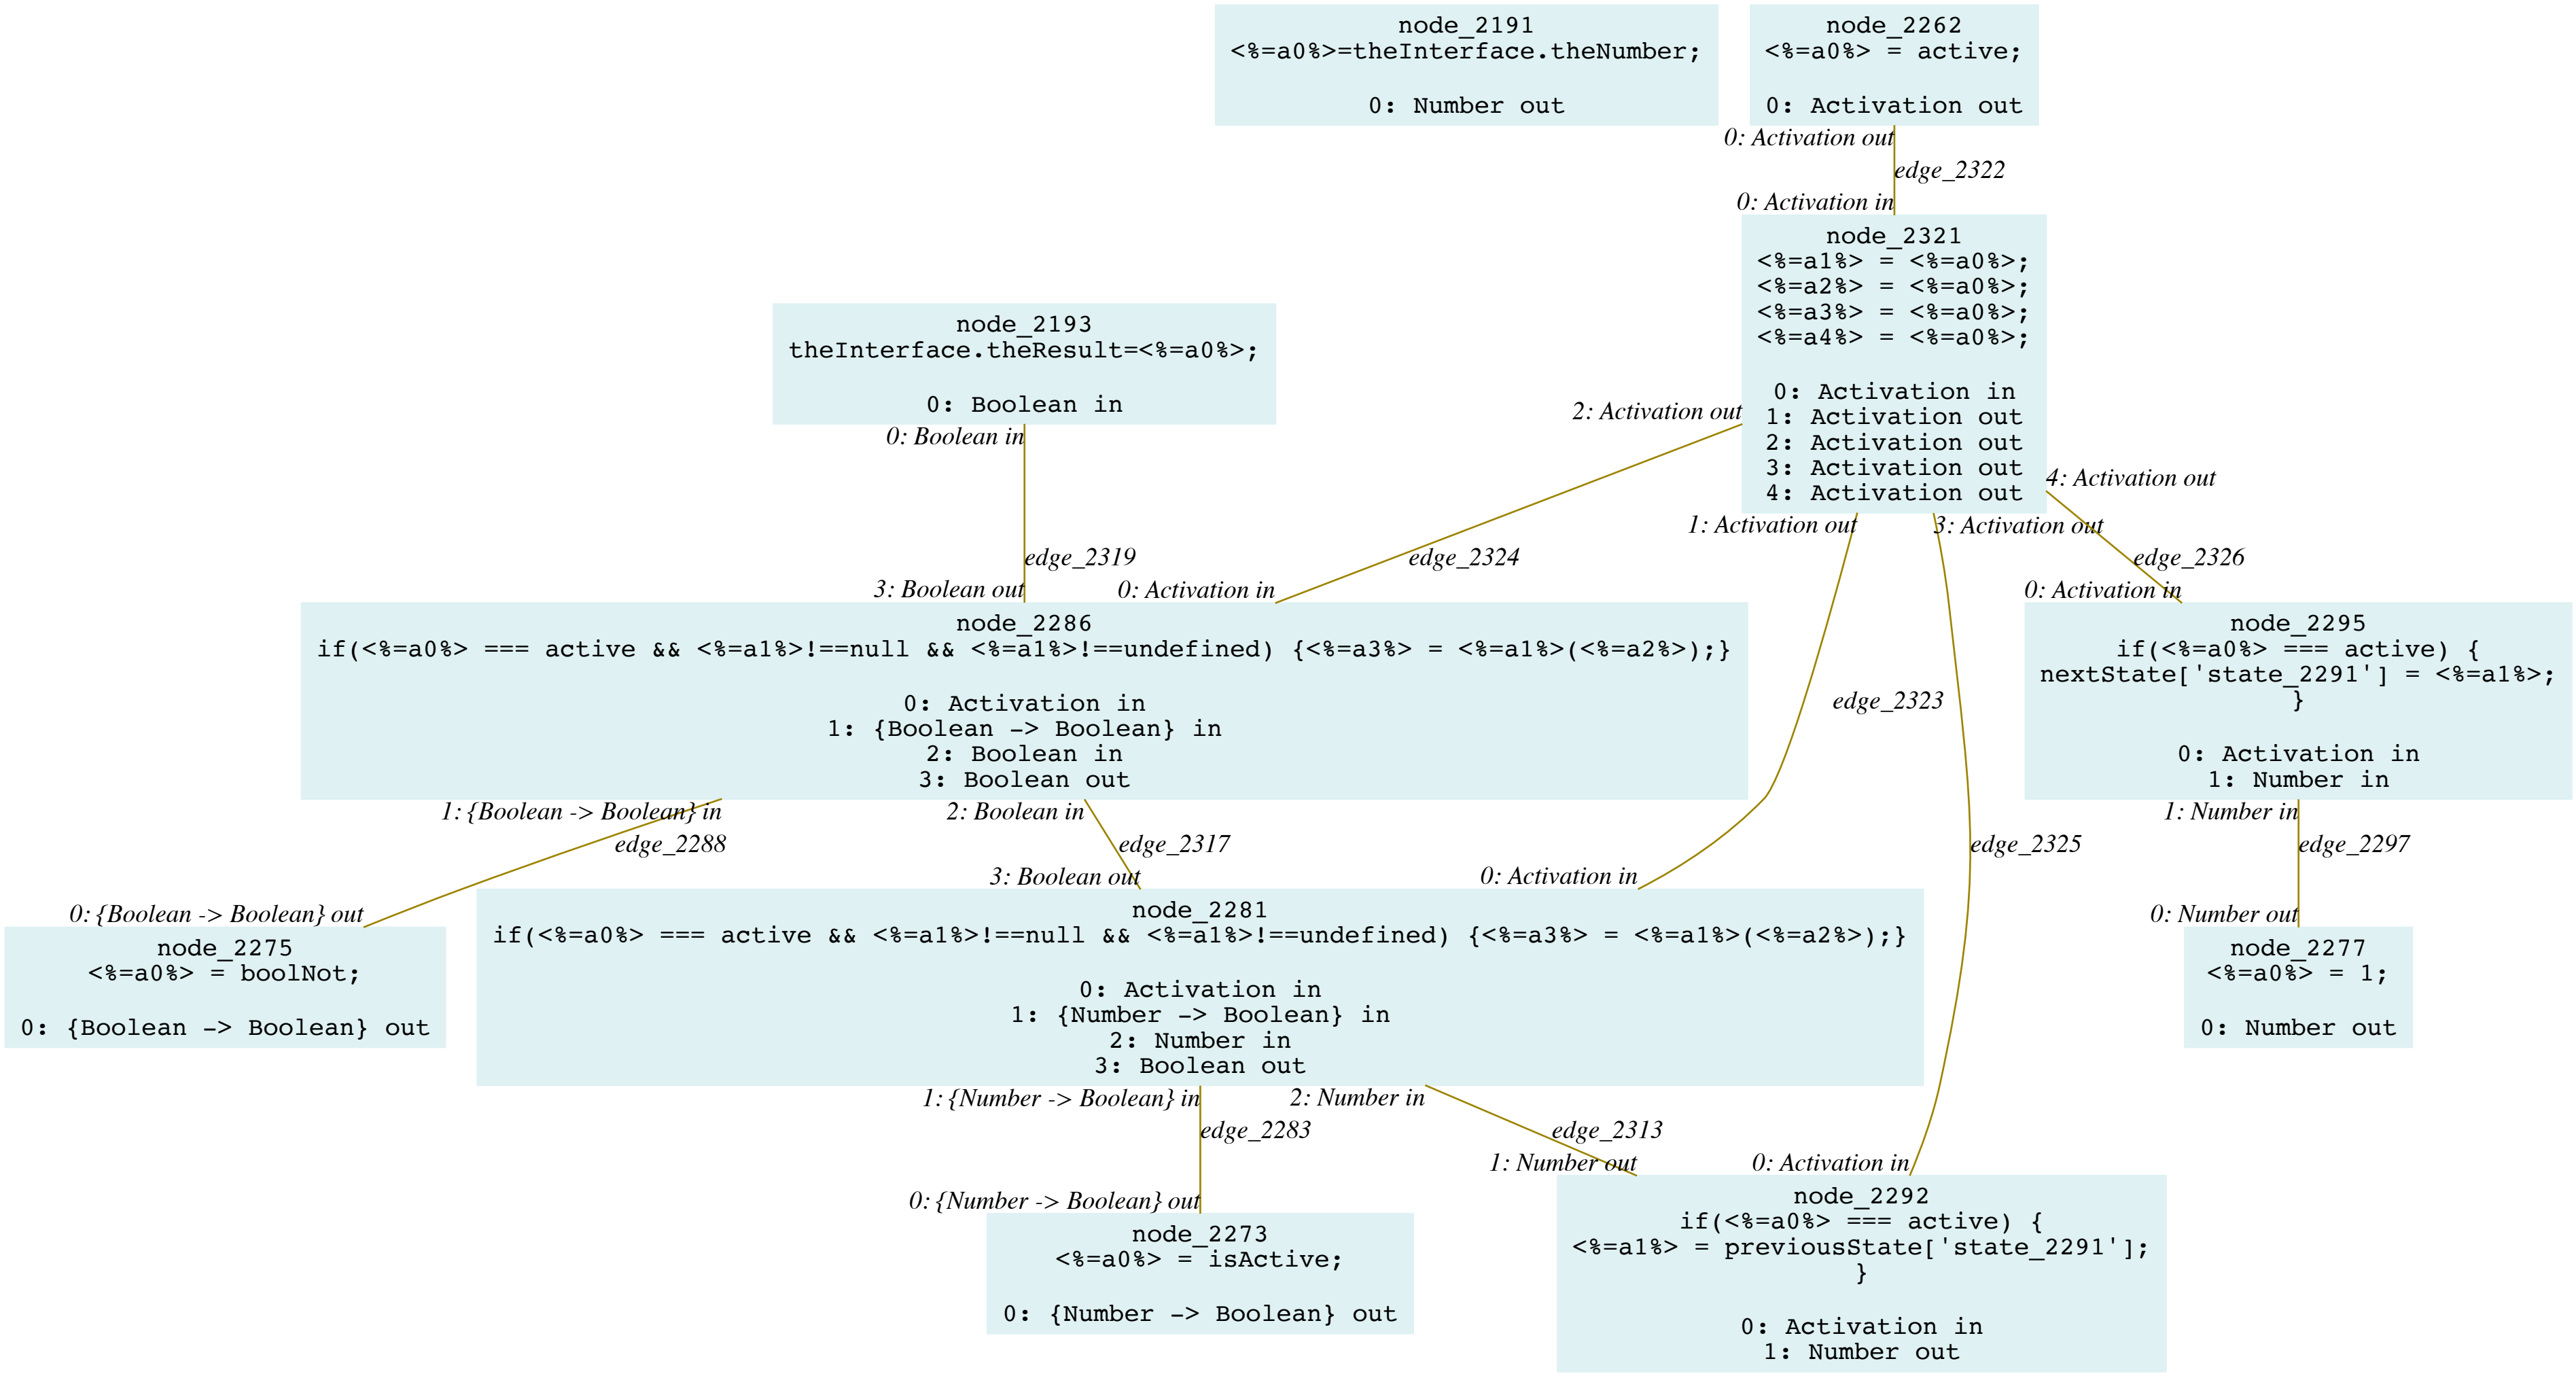 node_2191
<%=a0%>=theInterface.theNumber;
0: Number out
node_2262
<%=a0%> = active;
0: Activation out
0: Activation out
edge_2322
0: Activation in
node_2321
<%=a1%> = <%=a0%>;
<%=a2%> = <%=a0%>;
<%=a3%> = <%=a0%>;
<%=a4%> = <%=a0%>;
0: Activation in
1: Activation out
2: Activation out
3: Activation out
4: Activation out
node_2193
theInterface.theResult=<%=a0%>;
0: Boolean in
0: Boolean in
edge_2319
3: Boolean out
2: Activation out
edge_2324
0: Activation in
1: Activation out
edge_2323
0: Activation in
3: Activation out
edge_2325
0: Activation in
4: Activation out
edge_2326
0: Activation in
node_2286
if(<%=a0%> === active && <%=a1%>!==null && <%=a1%>!==undefined) {<%=a3%> = <%=a1%>(<%=a2%>);}
0: Activation in
1: {Boolean -> Boolean} in
2: Boolean in
3: Boolean out
node_2295
if(<%=a0%> === active) {
nextState['state_2291'] = <%=a1%>;
}
0: Activation in
1: Number in
1: {Boolean -> Boolean} in
edge_2288
0: {Boolean -> Boolean} out
2: Boolean in
edge_2317
3: Boolean out
1: Number in
edge_2297
0: Number out
node_2275
<%=a0%> = boolNot;
0: {Boolean -> Boolean} out
node_2281
if(<%=a0%> === active && <%=a1%>!==null && <%=a1%>!==undefined) {<%=a3%> = <%=a1%>(<%=a2%>);}
0: Activation in
1: {Number -> Boolean} in
2: Number in
3: Boolean out
node_2277
<%=a0%> = 1;
0: Number out
1: {Number -> Boolean} in
edge_2283
0: {Number -> Boolean} out
2: Number in
edge_2313
1: Number out
node_2273
<%=a0%> = isActive;
0: {Number -> Boolean} out
node_2292
if(<%=a0%> === active) {
<%=a1%> = previousState['state_2291'];
}
0: Activation in
1: Number out